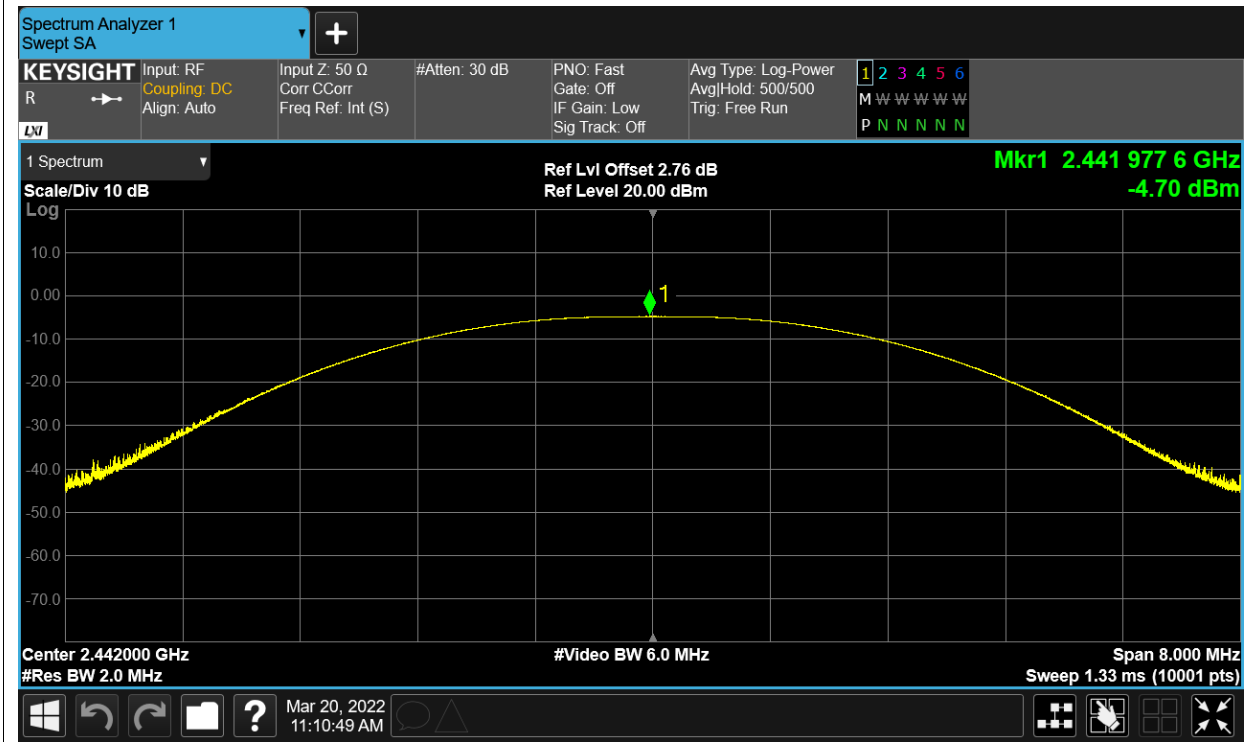 Spectrum Analyzer 1
Swept SA
KEYSIGHT
R
LXI
Input: RF
Coupling: DC
Align: Auto
Input Z: 50 Ω
Corr CCorr
Freq Ref: Int (S)
#Atten: 30 dB
PNO: Fast
Gate: Off
IF Gain: Low
Sig Track: Off
Avg Type: Log-Power
Avg|Hold: 500/500
Trig: Free Run
1 2 3 4 5 6
M W W W W W
P N N N N N
1 Spectrum
Scale/Div 10 dB
Log
Ref Lvl Offset 2.76 dB
Ref Level 20.00 dBm
Mkr1 2.441 977 6 GHz
-4.70 dBm
10.0
0.00
1
-10.0
-20.0
-30.0
-40.0
-50.0
-60.0
-70.0
Center 2.442000 GHz
#Res BW 2.0 MHz
#Video BW 6.0 MHz
Span 8.000 MHz
Sweep 1.33 ms (10001 pts)
?
Mar 20, 2022
11:10:49 AM